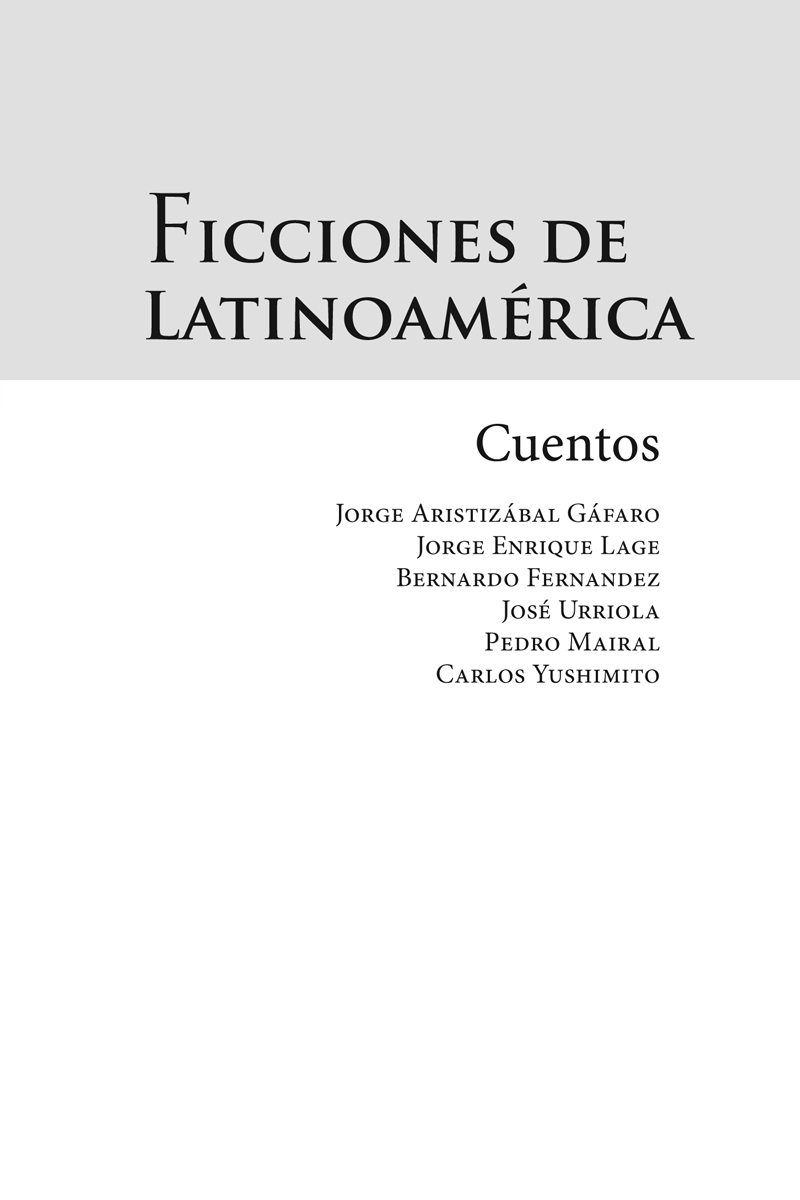 Ficciones de
Latinoamérica
Cuentos
Jorge Aristizábal Gáfaro
Jorge Enrique Lage
Bernardo Fernandez
José Urriola
Pedro Mairal
Carlos Yushimito